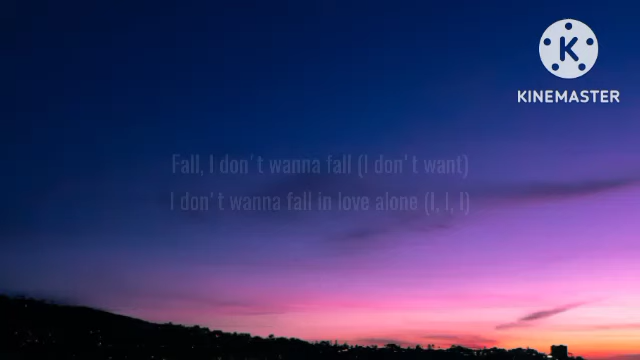 K
KINEMASTER
Fall, I don't wanna fall (I don't want)
I don't wanna fall in love alone (I, I, I)